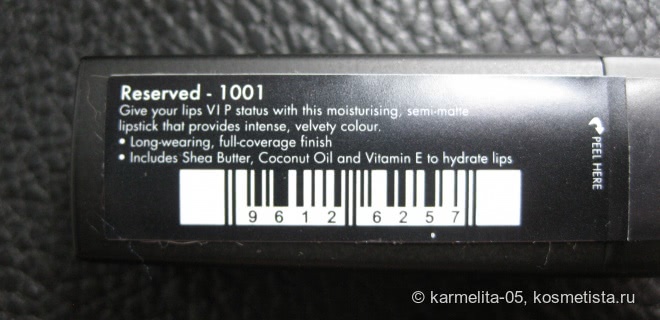 Reserved - 1001
Give your lips VI P status with this moisturising, semi-matte
lipstick that provides intense, velvety colour.
• Long-wearing, full-coverage finish
• Includes Shea Butter, Coconut Oil and Vitamin E to hydrate lips
PEEL HERE
9612 6257
© karmelita-05, kosmetista.ru